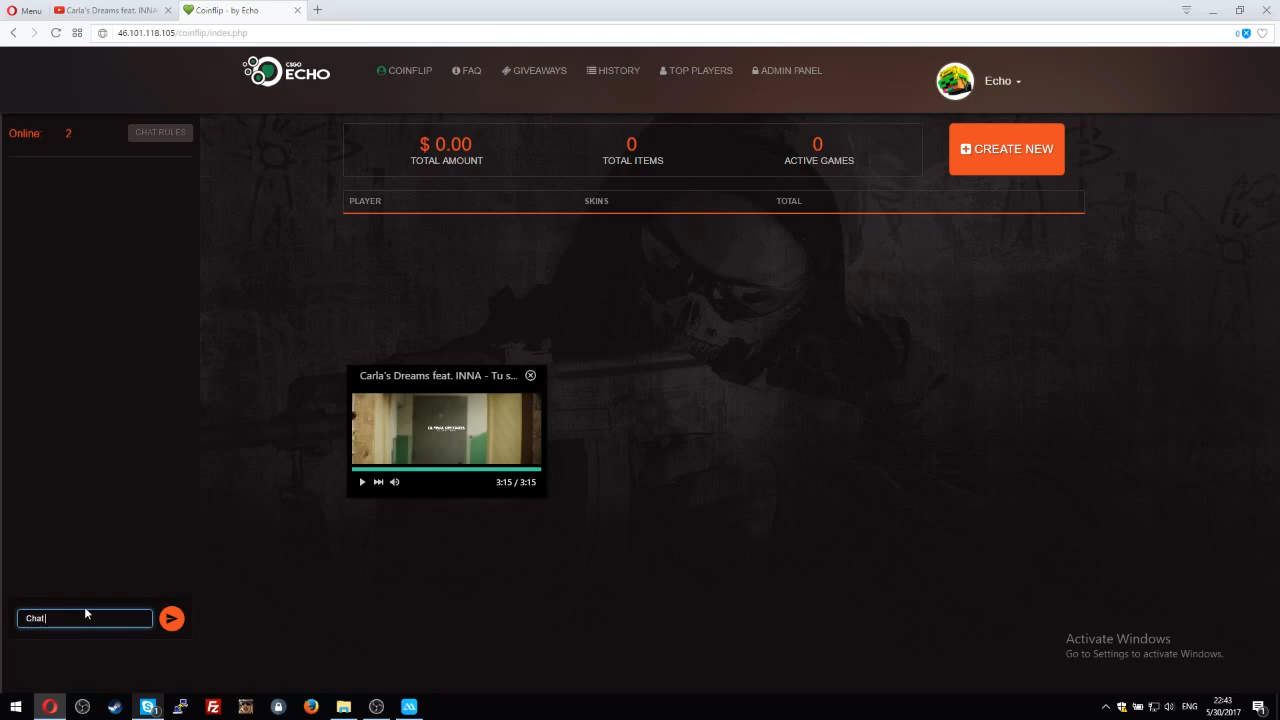 Menu
Carla's Dreams feat. INNA
Coinflip - by Echo
46.101.118.105/coinflip/index.php
0
CSGO
ECHO
COINFLIP
FAQ
GIVEAWAYS
HISTORY
TOP PLAYERS
ADMIN PANEL
Echo
Online: 2
CHAT RULES
$ 0.00
TOTAL AMOUNT
0
TOTAL ITEMS
0
ACTIVE GAMES
CREATE NEW
PLAYER
SKINS
TOTAL
Carla's Dreams feat. INNA - Tu s...
3:15 / 3:15
Chat
Activate Windows
Go to Settings to activate Windows.
1
ENG
22:43
5/30/2017
1